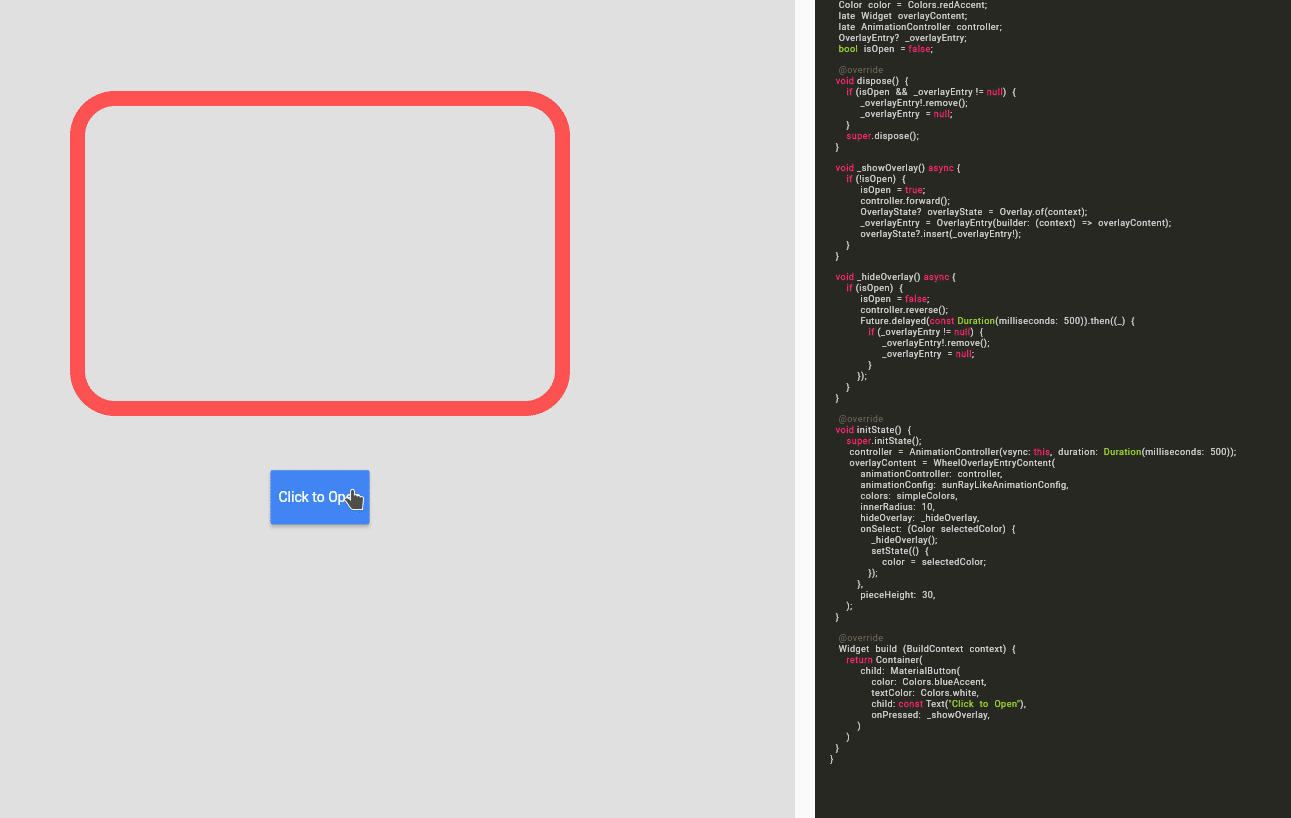 Click to Op
Color color = Colors.redAccent;
late Widget overlayContent;
late AnimationController controller;
OverlayEntry? _overlayEntry;
bool isOpen = false;
@override
void dispose() {
if (isOpen && _overlayEntry != null) {
_overlayEntry!.remove();
_overlayEntry = null;
}
super.dispose();
}
void _showOverlay() async {
if (!isOpen) {
isOpen = true;
controller.forward();
OverlayState? overlayState = Overlay.of(context);
_overlayEntry = OverlayEntry(builder: (context) => overlayContent);
overlayState?.insert(_overlayEntry!);
}
}
void _hideOverlay() async {
if (isOpen) {
isOpen = false;
controller.reverse();
Future.delayed(const Duration(milliseconds: 500)).then((_) {
if (_overlayEntry != null) {
_overlayEntry!.remove();
_overlayEntry = null;
}
});
}
}
@override
void initState() {
super.initState();
controller = AnimationController(vsync: this, duration: Duration(milliseconds: 500));
overlayContent = WheelOverlayEntryContent(
animationController: controller,
animationConfig: sunRayLikeAnimationConfig,
colors: simpleColors,
innerRadius: 10,
hideOverlay: _hideOverlay,
onSelect: (Color selectedColor) {
_hideOverlay();
setState(() {
color = selectedColor;
});
},
pieceHeight: 30,
);
}
@override
Widget build (BuildContext context) {
return Container(
child: MaterialButton(
color: Colors.blueAccent,
textColor: Colors.white,
child: const Text("Click to Open"),
onPressed: _showOverlay,
)
)
}
}